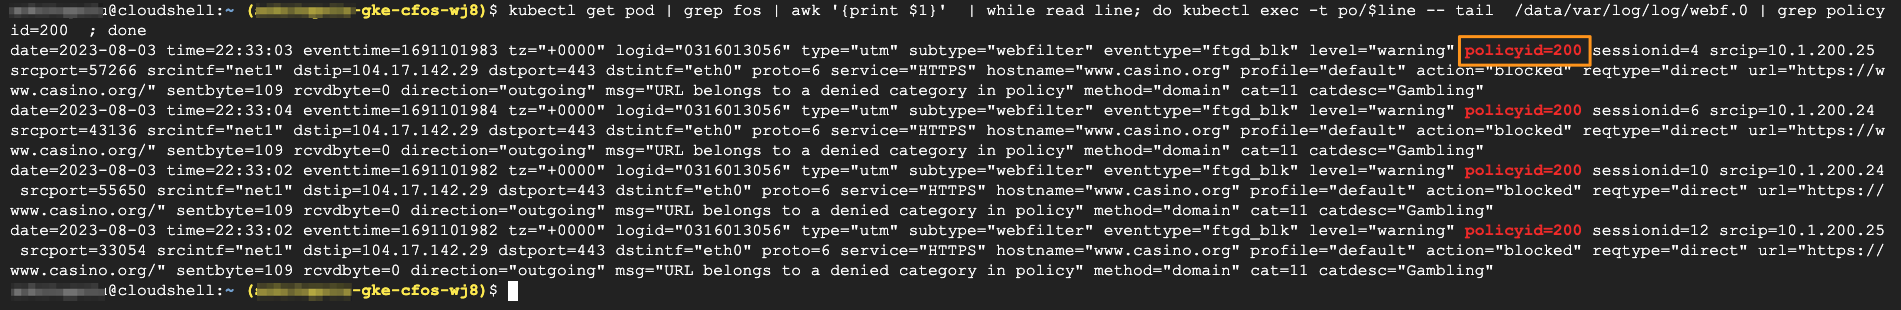 @cloudshell:~ (        -gke-cfos-wj8)$ kubectl get pod | grep fos | awk '{print $1}'  | while read line; do kubectl exec -t po/$line -- tail  /data/var/log/log/webf.0 | grep policy
id=200  ; done
date=2023-08-03 time=22:33:03 eventtime=1691101983 tz="+0000" logid="0316013056" type="utm" subtype="webfilter" eventtype="ftgd_blk" level="warning" policyid=200 sessionid=4 srcip=10.1.200.25
srcport=57266 srcintf="net1" dstip=104.17.142.29 dstport=443 dstintf="eth0" proto=6 service="HTTPS" hostname="www.casino.org" profile="default" action="blocked" reqtype="direct" url="https://w
ww.casino.org/" sentbyte=109 rcvdbyte=0 direction="outgoing" msg="URL belongs to a denied category in policy" method="domain" cat=11 catdesc="Gambling"
date=2023-08-03 time=22:33:04 eventtime=1691101984 tz="+0000" logid="0316013056" type="utm" subtype="webfilter" eventtype="ftgd_blk" level="warning" policyid=200 sessionid=6 srcip=10.1.200.24
srcport=43136 srcintf="net1" dstip=104.17.142.29 dstport=443 dstintf="eth0" proto=6 service="HTTPS" hostname="www.casino.org" profile="default" action="blocked" reqtype="direct" url="https://w
ww.casino.org/" sentbyte=109 rcvdbyte=0 direction="outgoing" msg="URL belongs to a denied category in policy" method="domain" cat=11 catdesc="Gambling"
date=2023-08-03 time=22:33:02 eventtime=1691101982 tz="+0000" logid="0316013056" type="utm" subtype="webfilter" eventtype="ftgd_blk" level="warning" policyid=200 sessionid=10 srcip=10.1.200.24
srcport=55650 srcintf="net1" dstip=104.17.142.29 dstport=443 dstintf="eth0" proto=6 service="HTTPS" hostname="www.casino.org" profile="default" action="blocked" reqtype="direct" url="https://
www.casino.org/" sentbyte=109 rcvdbyte=0 direction="outgoing" msg="URL belongs to a denied category in policy" method="domain" cat=11 catdesc="Gambling"
date=2023-08-03 time=22:33:02 eventtime=1691101982 tz="+0000" logid="0316013056" type="utm" subtype="webfilter" eventtype="ftgd_blk" level="warning" policyid=200 sessionid=12 srcip=10.1.200.25
srcport=33054 srcintf="net1" dstip=104.17.142.29 dstport=443 dstintf="eth0" proto=6 service="HTTPS" hostname="www.casino.org" profile="default" action="blocked" reqtype="direct" url="https://
www.casino.org/" sentbyte=109 rcvdbyte=0 direction="outgoing" msg="URL belongs to a denied category in policy" method="domain" cat=11 catdesc="Gambling"
@cloudshell:~ (        -gke-cfos-wj8)$